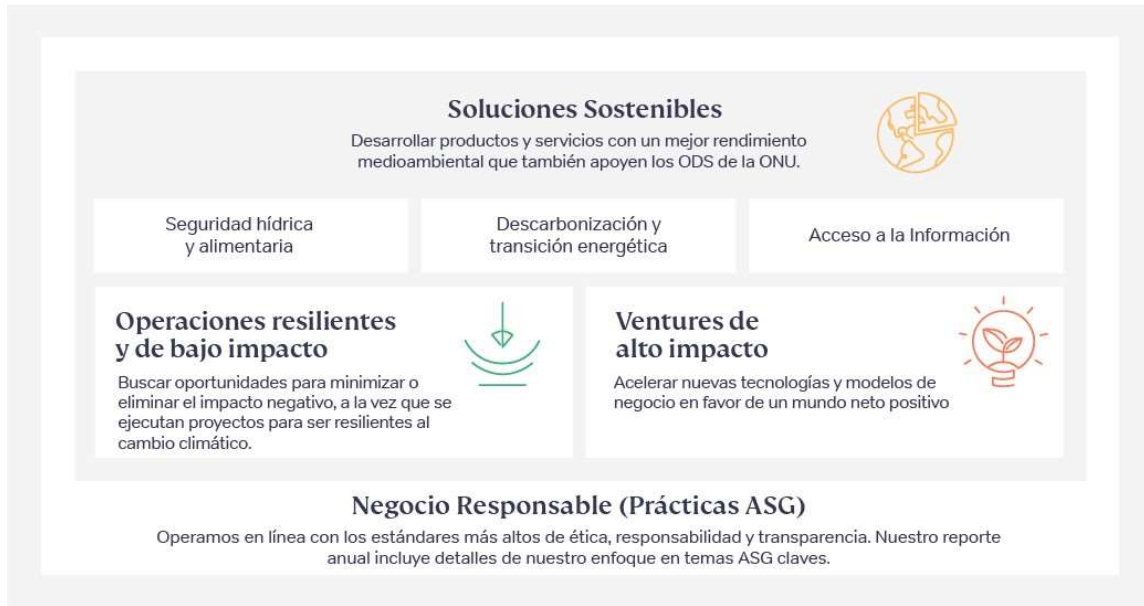 Soluciones Sostenibles
Desarrollar productos y servicios con un mejor rendimiento
medioambiental que también apoyen los ODS de la ONU.
Seguridad hídrica
y alimentaria
Descarbonización y
transición energética
Acceso a la Información
Operaciones resilientes
y de bajo impacto
Buscar oportunidades para minimizar o
eliminar el impacto negativo, a la vez que se
ejecutan proyectos para ser resilientes al
cambio climático.
Ventures de
alto impacto
Acelerar nuevas tecnologías y modelos de
negocio en favor de un mundo neto positivo
Negocio Responsable (Prácticas ASG)
Operamos en línea con los estándares más altos de ética, responsabilidad y transparencia. Nuestro reporte
anual incluye detalles de nuestro enfoque en temas ASG claves.